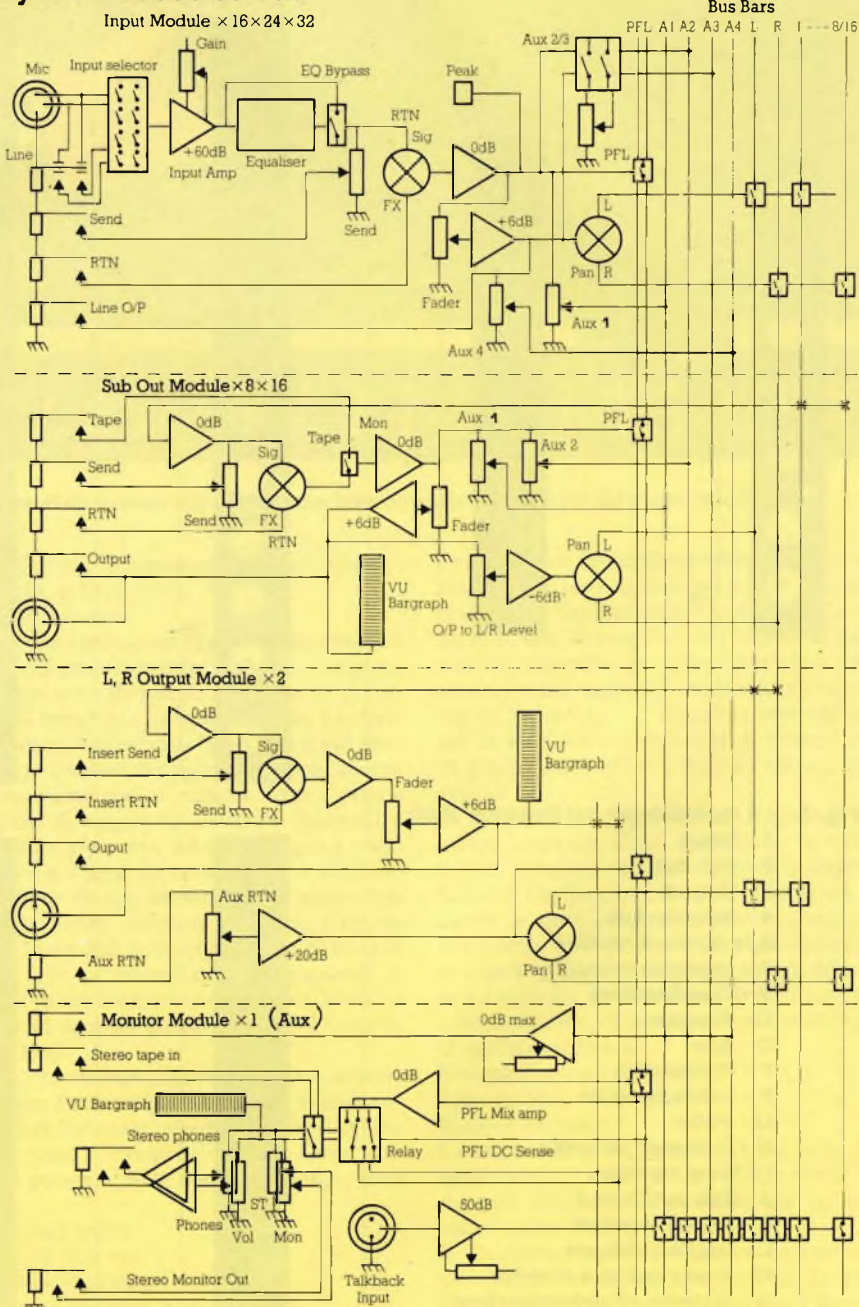 Bus Bars
Input Module ×16×24×32
PFL A1 A2 A3 A4 L R 1 ---- 8/16
Gain
Mic
Input selector
EQ Bypass
Peak
Aux 2/3
RTN
Sig
0dB
PFL
Line
+60dB
Input Amp
Equaliser
FX
L
Send
Send
+6dB
RTN
Pan R
Fader
Line O/P
Aux 4
Aux 1
Sub Out Module×8×16
Tape
0dB
Tape
Mon
0dB
Aux 1
PFL
Aux 2
Send
Sig
RTN
Send
FX
RTN
+6dB
Fader
Pan L
Output
VU
Bargraph
-6dB
R
O/P to L/R Level
L, R Output Module ×2
0dB
Insert Send
Sig
0dB
Fader
VU
Bargraph
Insert RTN
Send
FX
+6dB
Ouput
Aux RTN
L
+20dB
Aux RTN
Pan R
Monitor Module ×1 (Aux)
0dB max
Stereo tape in
0dB
VU Bargraph
PFL Mix amp
Stereo phones
Relay
PFL DC Sense
ST
50dB
Phones
Vol
Mon
Stereo Monitor Out
Talkback
Input